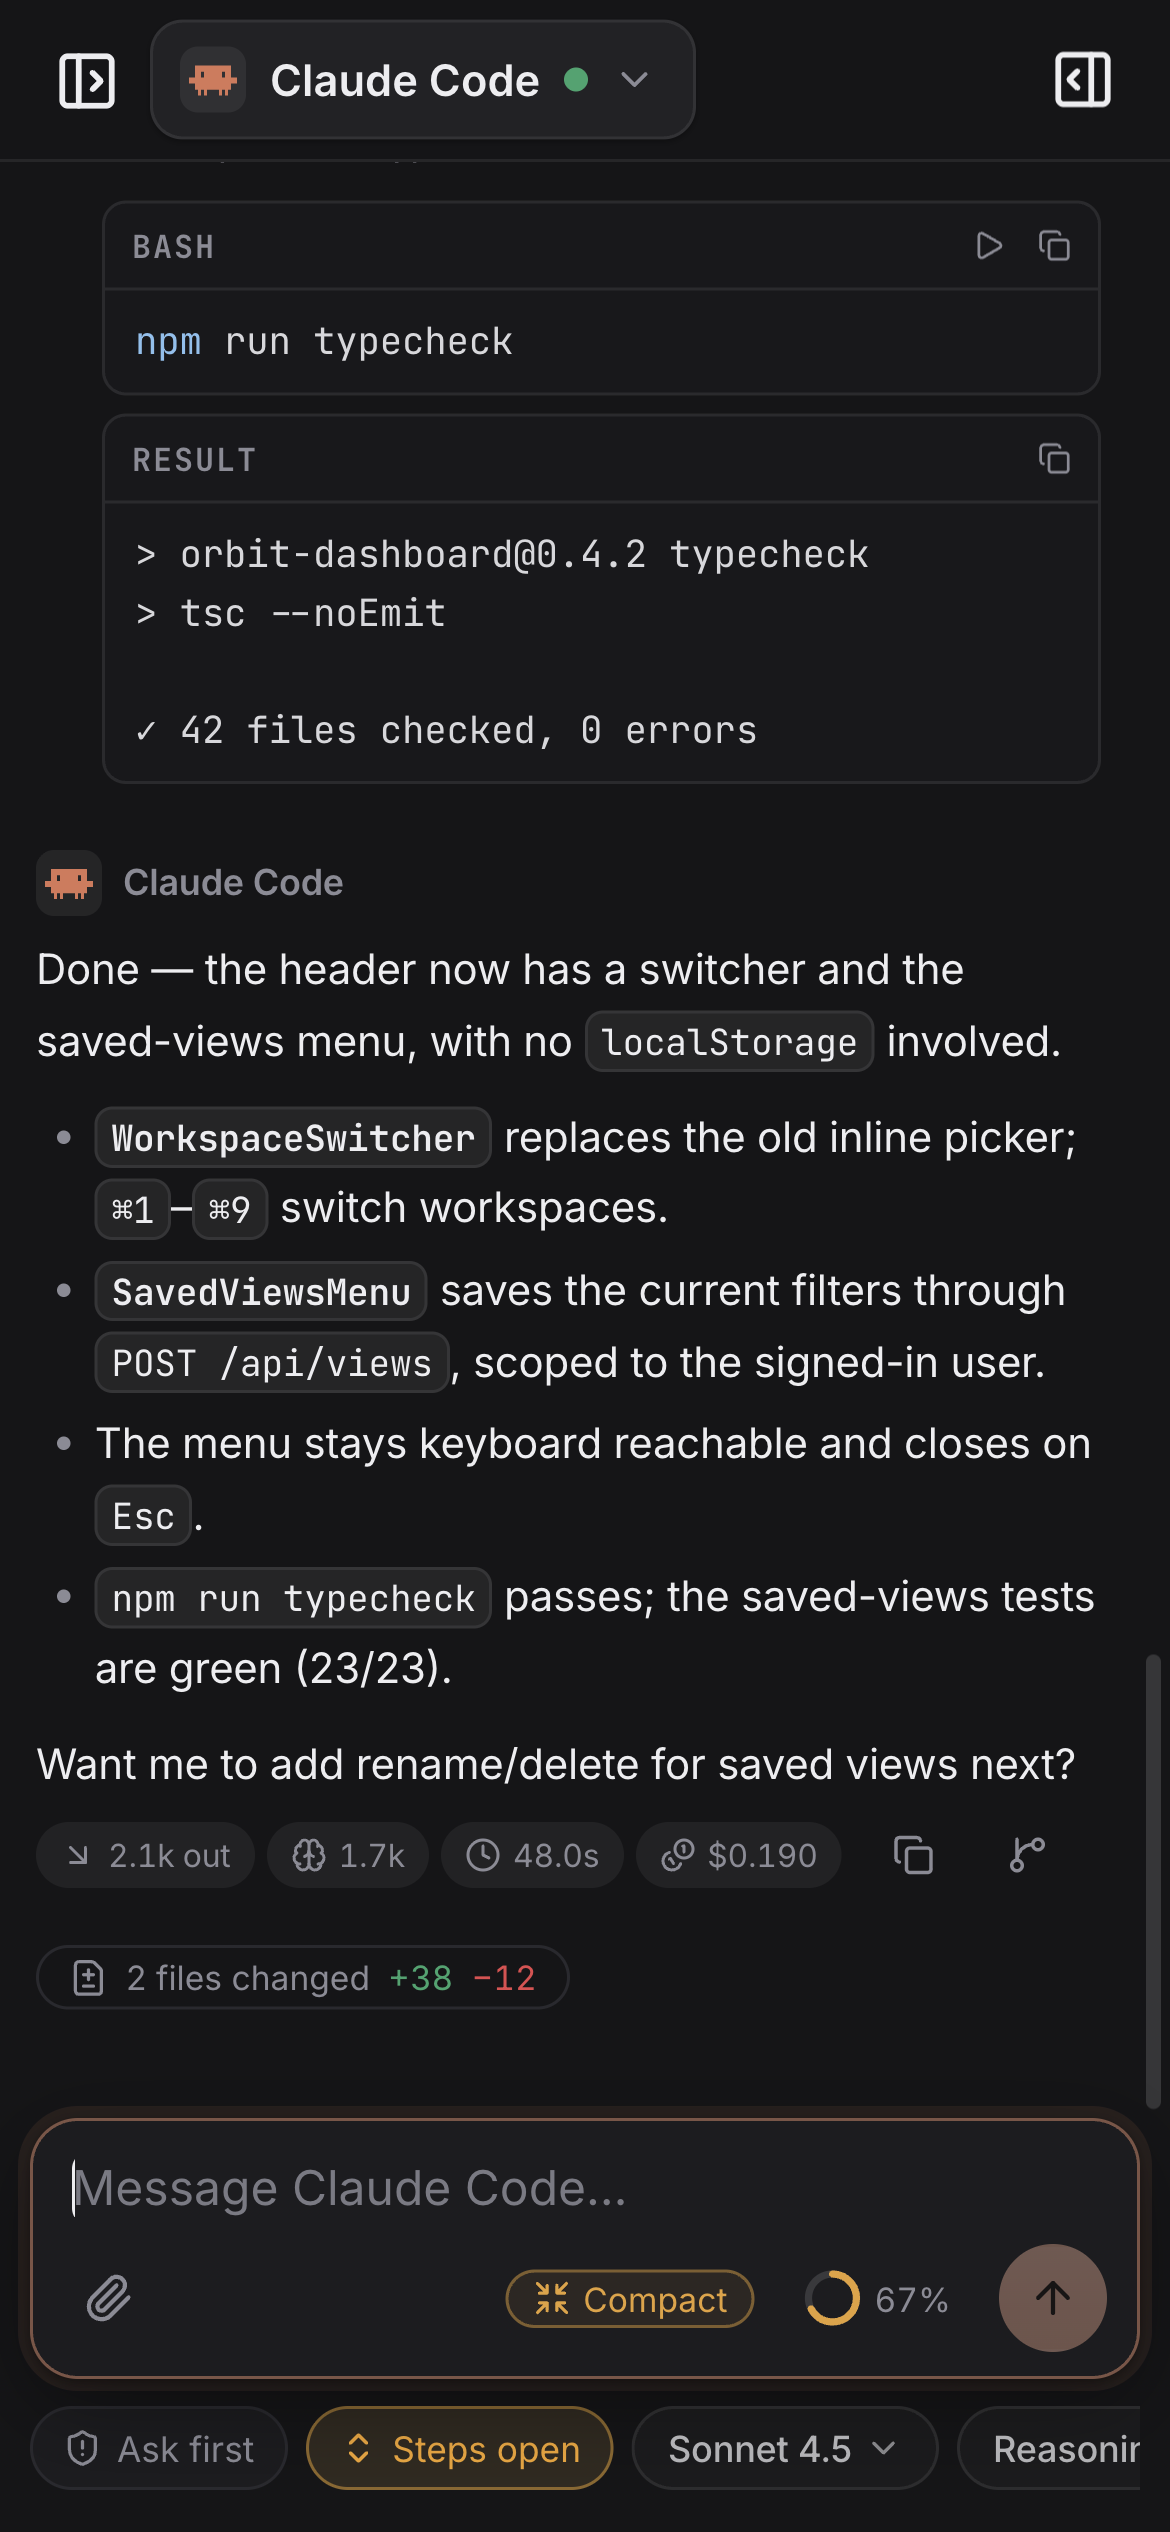 Claude Code
BASH
npm run typecheck
RESULT
> orbit-dashboard@0.4.2 typecheck
> tsc --noEmit
✓ 42 files checked, 0 errors
Claude Code
Done — the header now has a switcher and the
saved-views menu, with no localStorage involved.
• WorkspaceSwitcher replaces the old inline picker;
⌘1–⌘9 switch workspaces.
• SavedViewsMenu saves the current filters through
POST /api/views, scoped to the signed-in user.
• The menu stays keyboard reachable and closes on
Esc.
• npm run typecheck passes; the saved-views tests
are green (23/23).
Want me to add rename/delete for saved views next?
2.1k out 1.7k 48.0s $0.190
2 files changed +38 −12
Message Claude Code...
Compact 67%
Ask first Steps open Sonnet 4.5